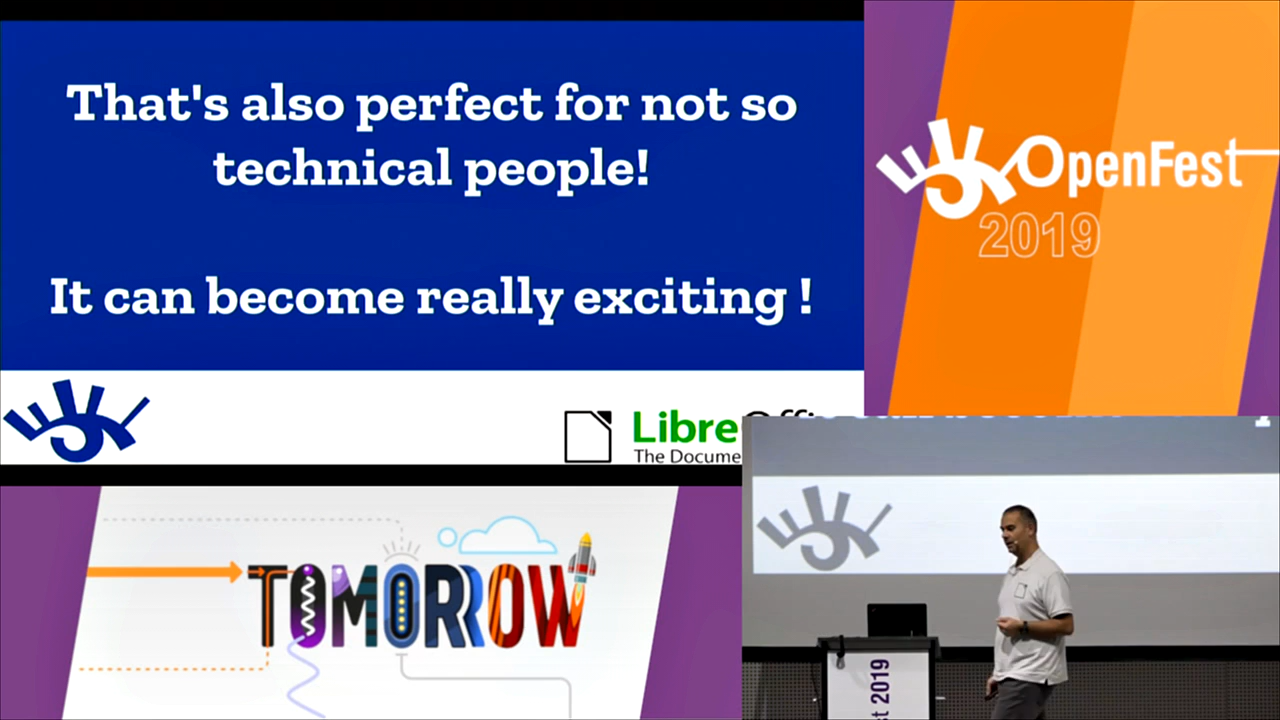 That's also perfect for not so
technical people!
It can become really exciting !
Libre
The Docume
OpenFest
2019
TOMORROW
2019